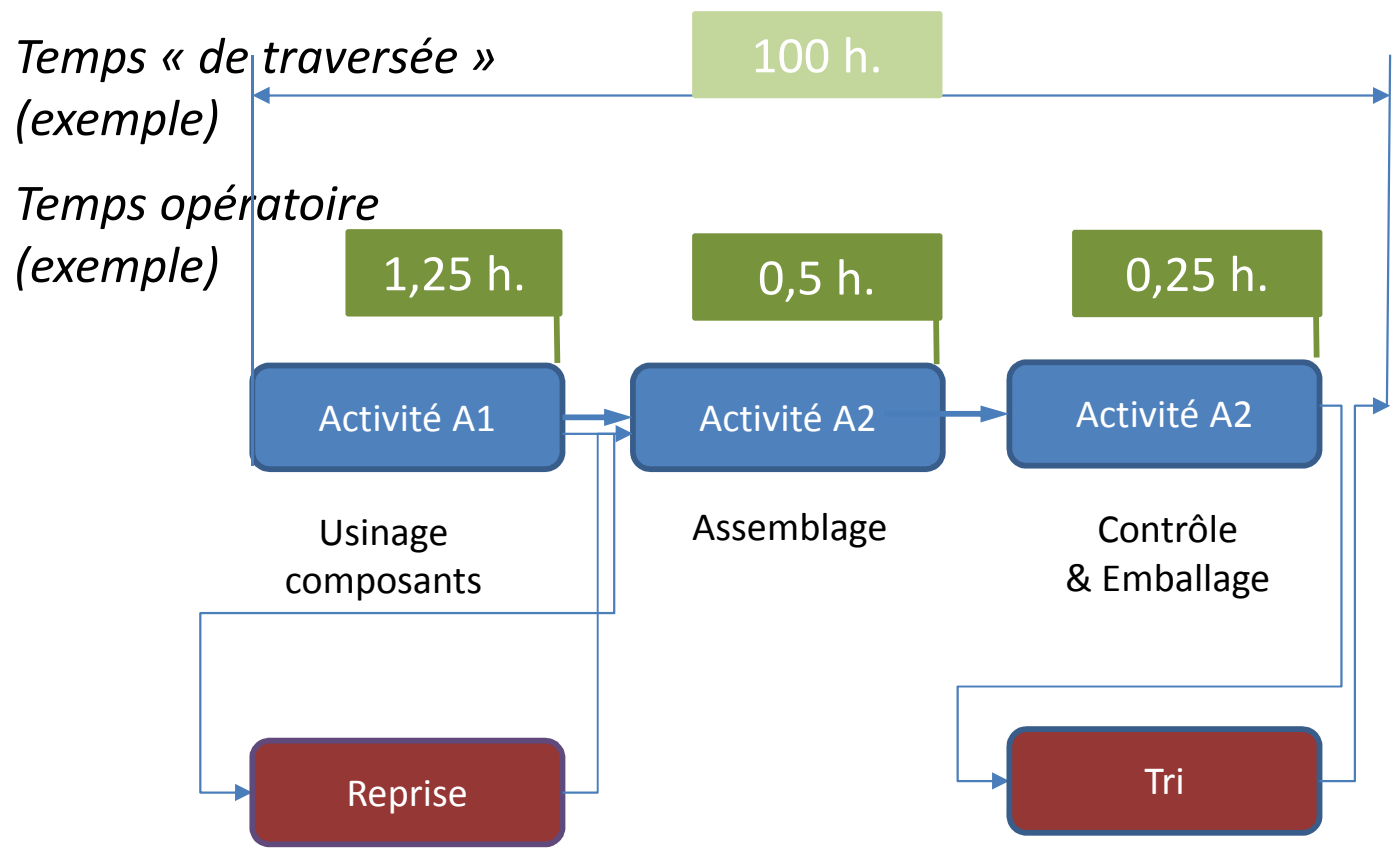 Temps « de traversée »
(exemple)
100 h.
Temps opératoire
(exemple)
1,25 h.
0,5 h.
0,25 h.
Activité A1
Activité A2
Activité A2
Usinage
composants
Assemblage
Contrôle
& Emballage
Reprise
Tri